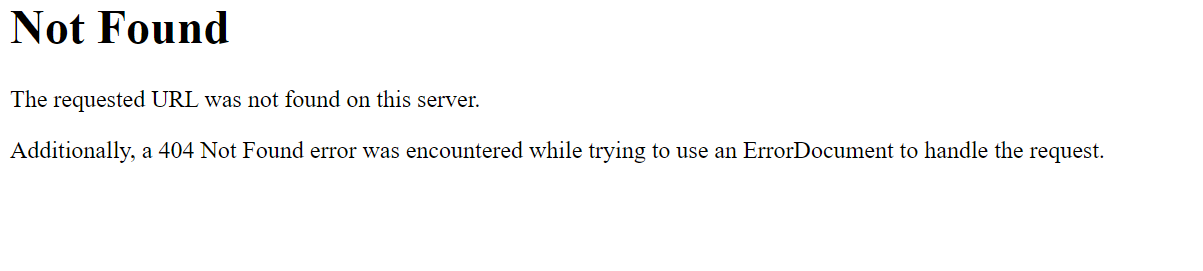 Not Found
The requested URL was not found on this server.
Additionally, a 404 Not Found error was encountered while trying to use an ErrorDocument to handle the request.